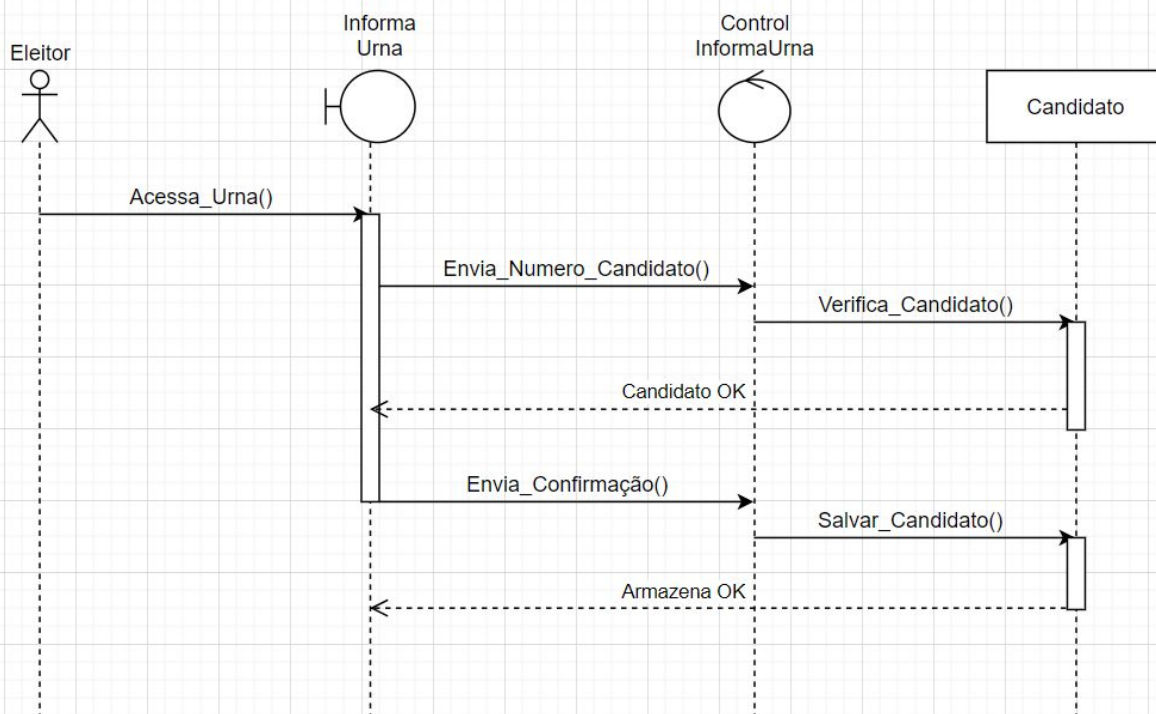 Eleitor
Informa
Urna
Control
InformaUrna
Candidato
Acessa_Urna()
Envia_Numero_Candidato()
Verifica_Candidato()
Candidato OK
Envia_Confirmação()
Salvar_Candidato()
Armazena OK